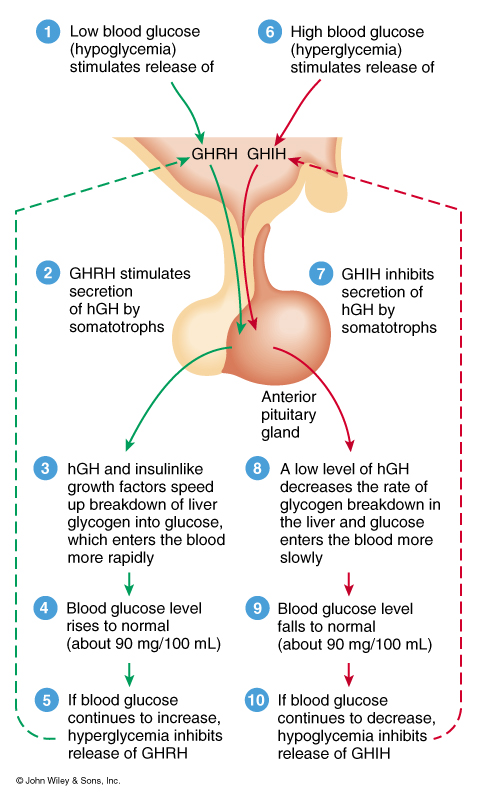 1 Low blood glucose
(hypoglycemia)
stimulates release of
6 High blood glucose
(hyperglycemia)
stimulates release of
GHRH GHIH
2 GHRH stimulates
secretion
of hGH by
somatotrophs
7 GHIH inhibits
secretion of
hGH by
somatotrophs
Anterior
pituitary
gland
3 hGH and insulinlike
growth factors speed
up breakdown of liver
glycogen into glucose,
which enters the blood
more rapidly
8 A low level of hGH
decreases the rate of
glycogen breakdown in
the liver and glucose
enters the blood more
slowly
4 Blood glucose level
rises to normal
(about 90 mg/100 mL)
9 Blood glucose level
falls to normal
(about 90 mg/100 mL)
5 If blood glucose
continues to increase,
hyperglycemia inhibits
release of GHRH
10 If blood glucose
continues to decrease,
hypoglycemia inhibits
release of GHIH
© John Wiley & Sons, Inc.